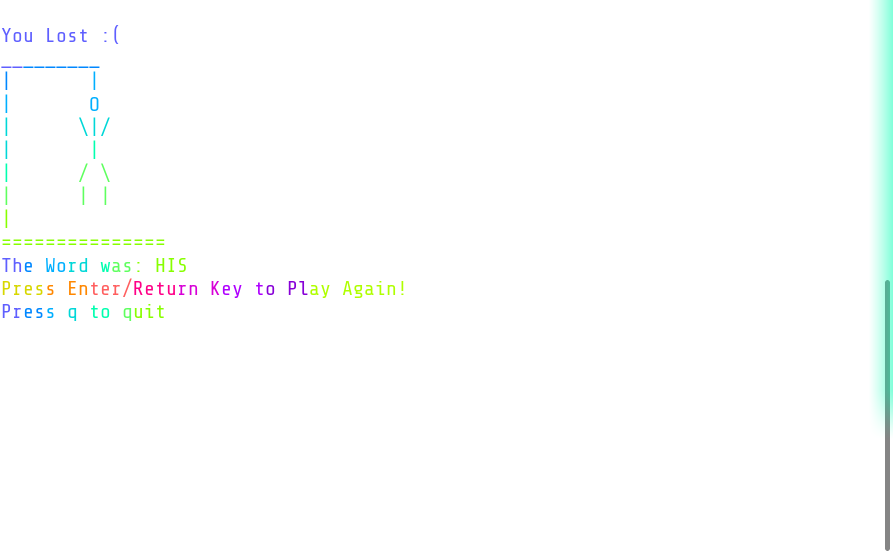 You Lost :(
_________
|       |
|       O
|      \|/
|       |
|      / \
|      | |
|
===============
The Word was: HIS
Press Enter/Return Key to Play Again!
Press q to quit